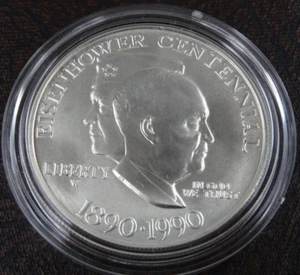 EISENHOWER CENTENNIAL
LIBERTY
W
IN GOD
WE TRUST
1890·1990